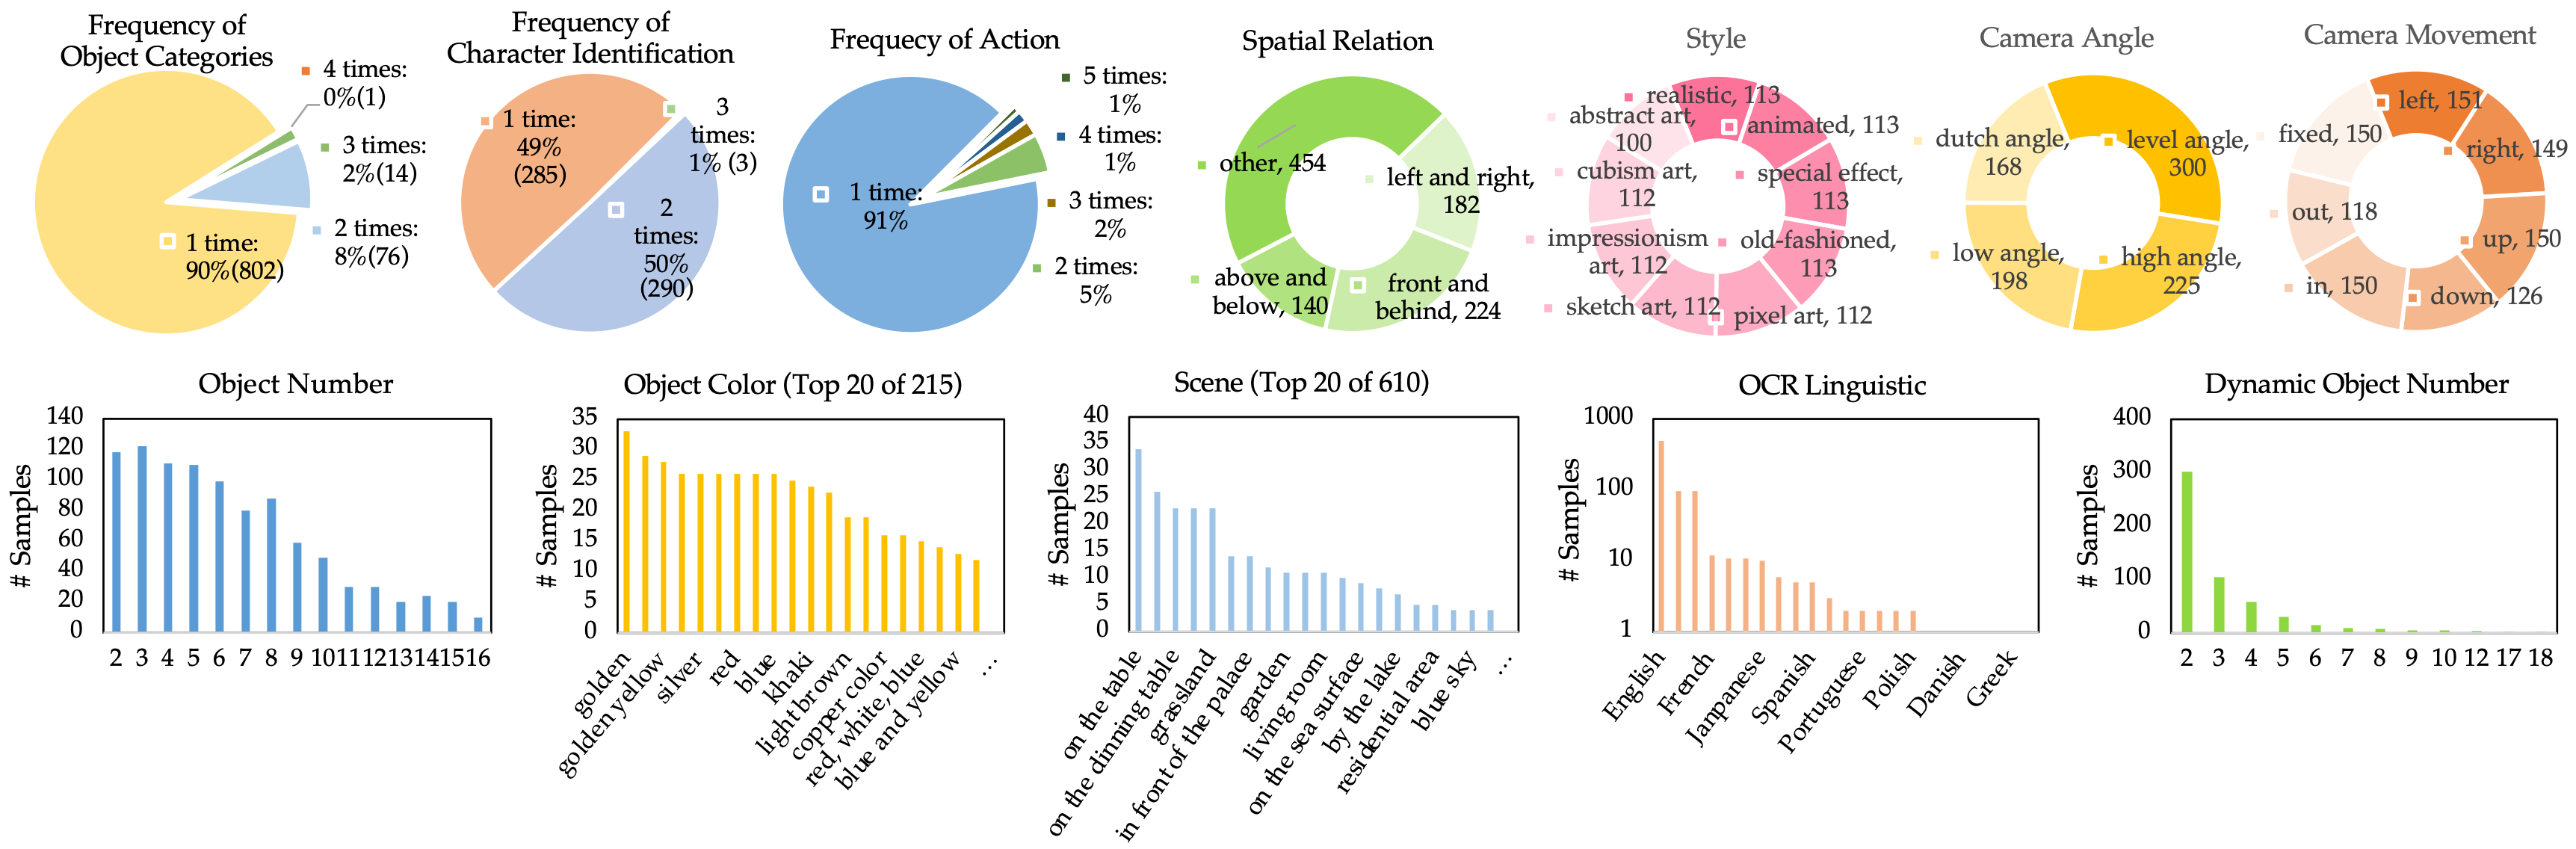 Frequency of
Object Categories
4 times:
0%(1)
3 times:
2%(14)
2 times:
8%(76)
1 time:
90%(802)
Frequency of
Character Identification
1 time:
49%
(285)
3
times:
1% (3)
2
times:
50%
(290)
Frequecy of Action
1 time:
91%
5 times:
1%
4 times:
1%
3 times:
2%
2 times:
5%
Spatial Relation
other, 454
left and right,
182
above and
below, 140
front and
behind, 224
Style
realistic, 113
abstract art,
100
animated, 113
cubism art,
112
special effect,
113
impressionism
art, 112
old-fashioned,
113
sketch art, 112
pixel art, 112
Camera Angle
dutch angle,
168
level angle,
300
low angle,
198
high angle,
225
Camera Movement
left, 151
fixed, 150
right, 149
out, 118
up, 150
in, 150
down, 126
Object Number
# Samples
140
120
100
80
60
40
20
0
2 3 4 5 6 7 8 9 10 11 12 13 14 15 16
Object Color (Top 20 of 215)
# Samples
35
30
25
20
15
10
5
0
golden
golden yellow
silver
red
blue
khaki
light brown
copper color
red, white, blue
blue and yellow
...
Scene (Top 20 of 610)
# Samples
40
35
30
25
20
15
10
5
0
on the table
on the dinning table
grassland
in front of the palace
garden
living room
on the sea surface
by the lake
residential area
blue sky
...
OCR Linguistic
# Samples
1000
100
10
1
English
French
Janpanese
Spanish
Portuguese
Polish
Danish
Greek
Dynamic Object Number
# Samples
400
300
200
100
0
2 3 4 5 6 7 8 9 10 12 17 18